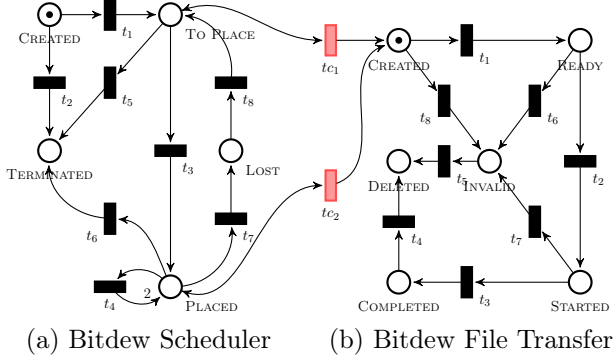 CREATED
t1
TO PLACE
tc1
CREATED
t1
READY
t2
t5
t8
t8
t6
TERMINATED
t3
LOST
DELETED
t5
INVALID
t2
tc2
t6
t7
t4
t7
t4
2
PLACED
COMPLETED
t3
STARTED
(a) Bitdew Scheduler
(b) Bitdew File Transfer